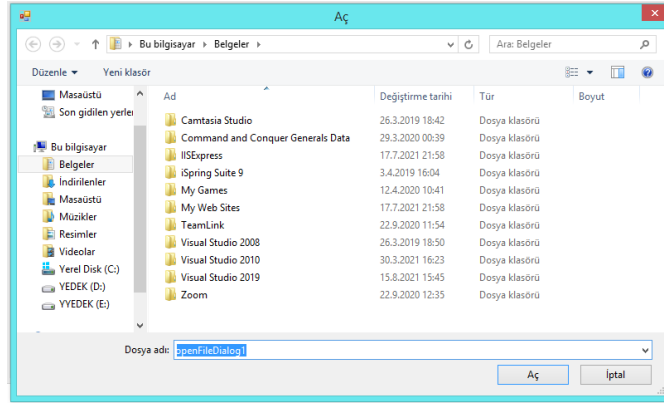 Aç
Bu bilgisayar Belgeler
Ara: Belgeler
Düzenle Yeni klasör
Masaüstü
Son gidilen yerler
Bu bilgisayar
Belgeler
İndirilenler
Masaüstü
Müzikler
Resimler
Videolar
Yerel Disk (C:)
YEDEK (D:)
YYEDEK (E:)
Ad Değiştirme tarihi Tür Boyut
Camtasia Studio 26.3.2019 18:42 Dosya klasörü
Command and Conquer Generals Data 29.3.2020 00:39 Dosya klasörü
IISExpress 17.7.2021 21:58 Dosya klasörü
iSpring Suite 9 3.4.2019 16:04 Dosya klasörü
My Games 12.4.2020 10:41 Dosya klasörü
My Web Sites 17.7.2021 21:58 Dosya klasörü
TeamLink 22.9.2020 11:54 Dosya klasörü
Visual Studio 2008 26.3.2019 18:50 Dosya klasörü
Visual Studio 2010 30.3.2021 16:23 Dosya klasörü
Visual Studio 2019 15.8.2021 15:45 Dosya klasörü
Zoom 22.9.2020 12:35 Dosya klasörü
Dosya adı: openFileDialog1
Aç İptal